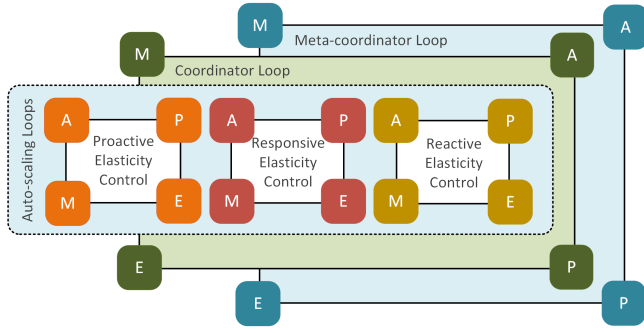 M
A
Meta-coordinator Loop
M
A
Coordinator Loop
Auto-scaling Loops
A
P
A
P
A
P
Proactive
Elasticity
Control
Responsive
Elasticity
Control
Reactive
Elasticity
Control
M
E
M
E
M
E
E
P
E
P